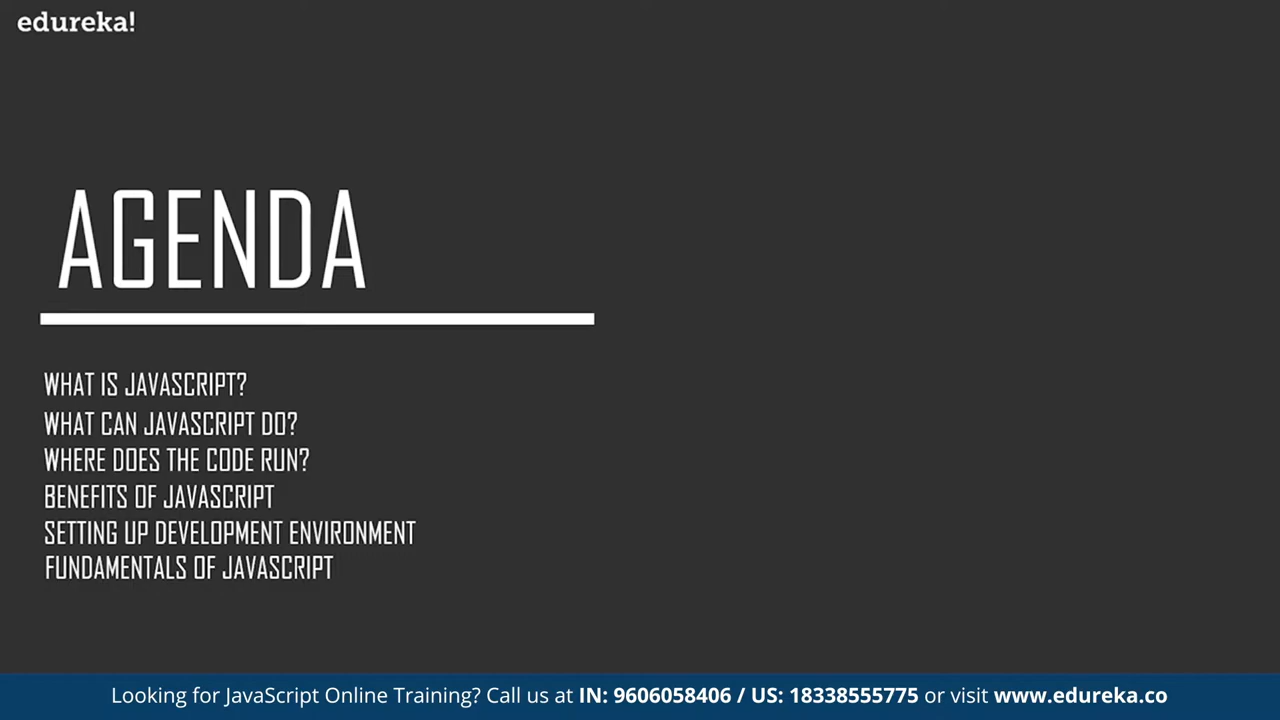 edureka!
AGENDA
WHAT IS JAVASCRIPT?
WHAT CAN JAVASCRIPT DO?
WHERE DOES THE CODE RUN?
BENEFITS OF JAVASCRIPT
SETTING UP DEVELOPMENT ENVIRONMENT
FUNDAMENTALS OF JAVASCRIPT
Looking for JavaScript Online Training? Call us at IN: 9606058406 / US: 18338555775 or visit www.edureka.co